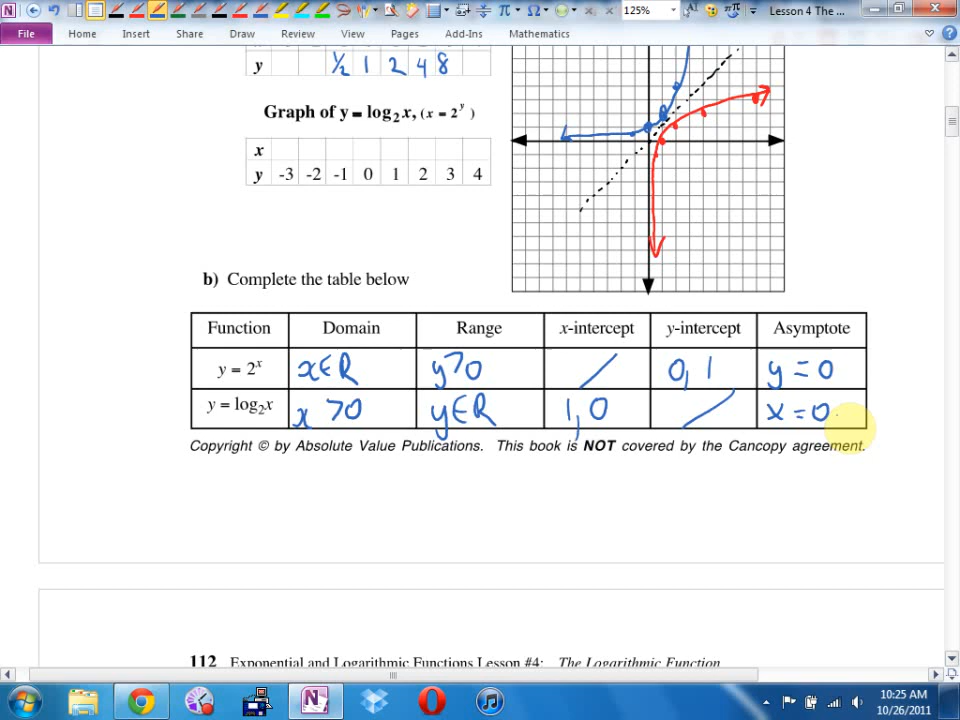 125%
Lesson 4 The ...
File Home Insert Share Draw Review View Pages Add-Ins Mathematics
y ½ 1 2 4 8
Graph of y = log₂x, (x = 2ʸ)
x
y -3 -2 -1 0 1 2 3 4
b) Complete the table below
Function Domain Range x-intercept y-intercept Asymptote
y = 2ˣ x∈R y>0 / 0,1 y=0
y = log₂x x>0 y∈R 1,0 / x=0
Copyright © by Absolute Value Publications. This book is NOT covered by the Cancopy agreement.
112 Exponential and Logarithmic Functions Lesson #4: The Logarithmic Function
10:25 AM
10/26/2011